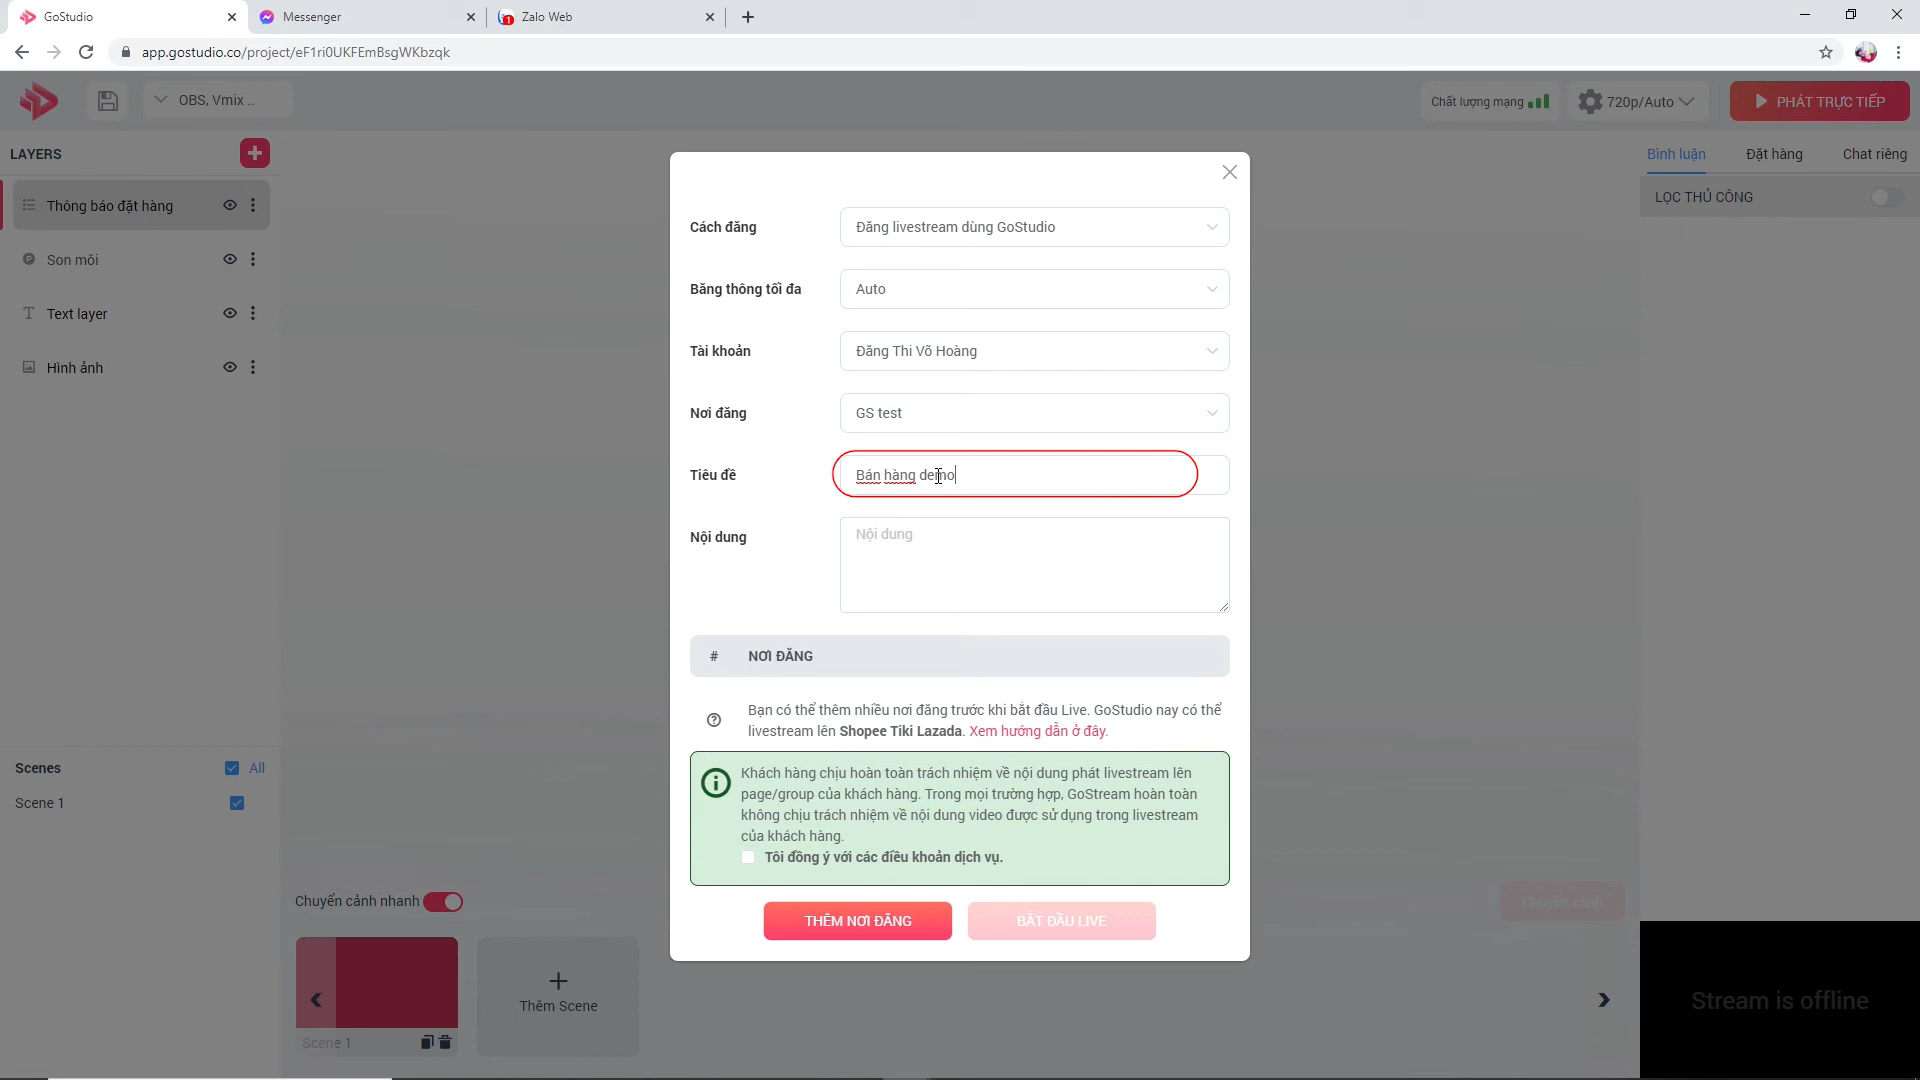 GoStudio
Messenger
1
Zalo Web
app.gostudio.co/project/eF1ri0UKFEmBsgWKbzqk
OBS, Vmix ..
Chất lượng mạng
720p/Auto
PHÁT TRỰC TIẾP
LAYERS
Thông báo đặt hàng
Son môi
Text layer
Hình ảnh
Bình luận
Đặt hàng
Chat riêng
LỌC THỦ CÔNG
Cách đăng
Đăng livestream dùng GoStudio
Băng thông tối đa
Auto
Tài khoản
Đăng Thi Võ Hoàng
Nơi đăng
GS test
Tiêu đề
Bán hàng demo
Nội dung
Nội dung
# NƠI ĐĂNG
Bạn có thể thêm nhiều nơi đăng trước khi bắt đầu Live. GoStudio nay có thể
livestream lên Shopee Tiki Lazada. Xem hướng dẫn ở đây.
Khách hàng chịu hoàn toàn trách nhiệm về nội dung phát livestream lên
page/group của khách hàng. Trong mọi trường hợp, GoStream hoàn toàn
không chịu trách nhiệm về nội dung video được sử dụng trong livestream
của khách hàng.
Tôi đồng ý với các điều khoản dịch vụ.
THÊM NƠI ĐĂNG
BẮT ĐẦU LIVE
Scenes
All
Scene 1
Chuyển cảnh nhanh
Chuyển cảnh
Thêm Scene
Scene 1
Stream is offline